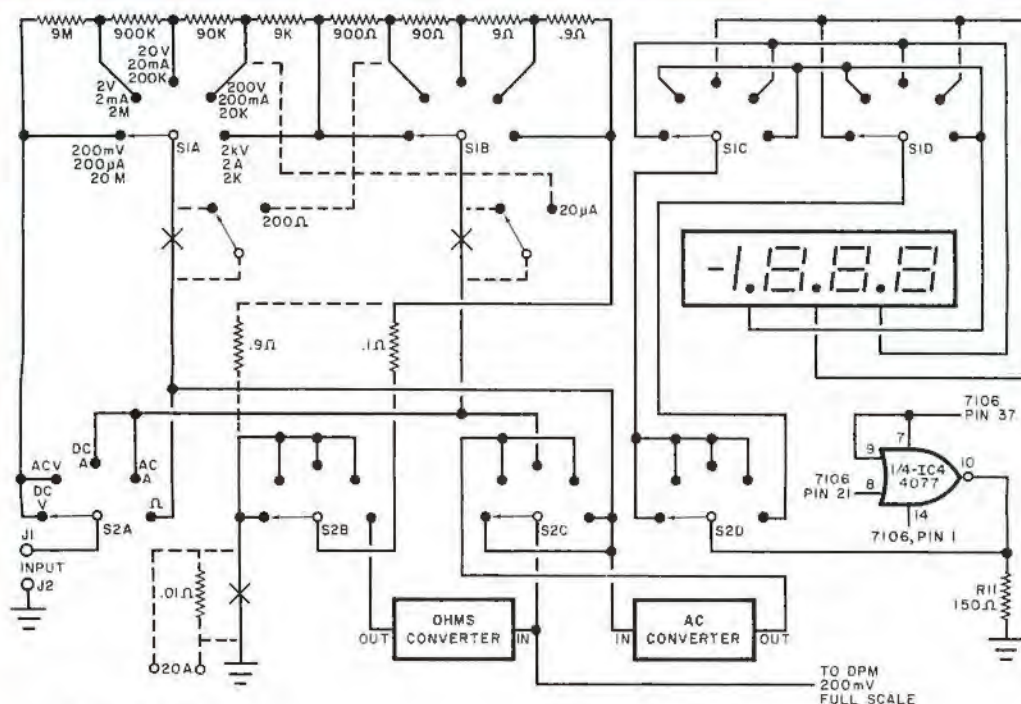 9M
900K
90K
9K
900Ω
90Ω
9Ω
.9Ω
20V
20mA
200K
2V
2mA
2M
200V
200mA
20K
200mV
200μA
20M
S1A
2kV
2A
2K
S1B
S1C
S1D
200Ω
20μA
-1.8.8.8
.9Ω
.1Ω
DC
A
ACV
AC
A
DC
V
Ω
S2A
S2B
S2C
S2D
J1
INPUT
J2
.01Ω
20A
OUT
OHMS
CONVERTER
IN
IN
AC
CONVERTER
OUT
TO DPM
200mV
FULL SCALE
7106
PIN 37
9
7
10
1/4-IC4
4077
7106
PIN 21
8
14
7106, PIN 1
R11
150Ω